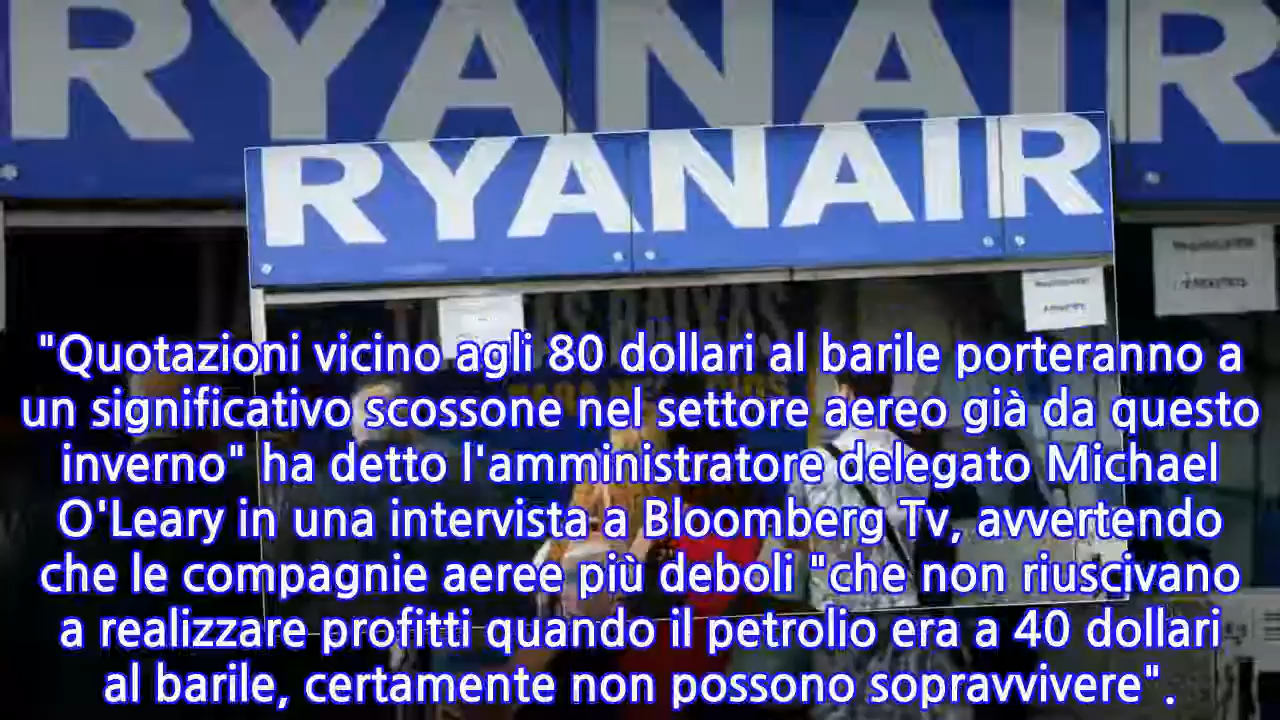 RYANAIR
RYANAIR
"Quotazioni vicino agli 80 dollari al barile porteranno a
un significativo scossone nel settore aereo già da questo
inverno" ha detto l'amministratore delegato Michael
O'Leary in una intervista a Bloomberg Tv, avvertendo
che le compagnie aeree più deboli "che non riuscivano
a realizzare profitti quando il petrolio era a 40 dollari
al barile, certamente non possono sopravvivere".